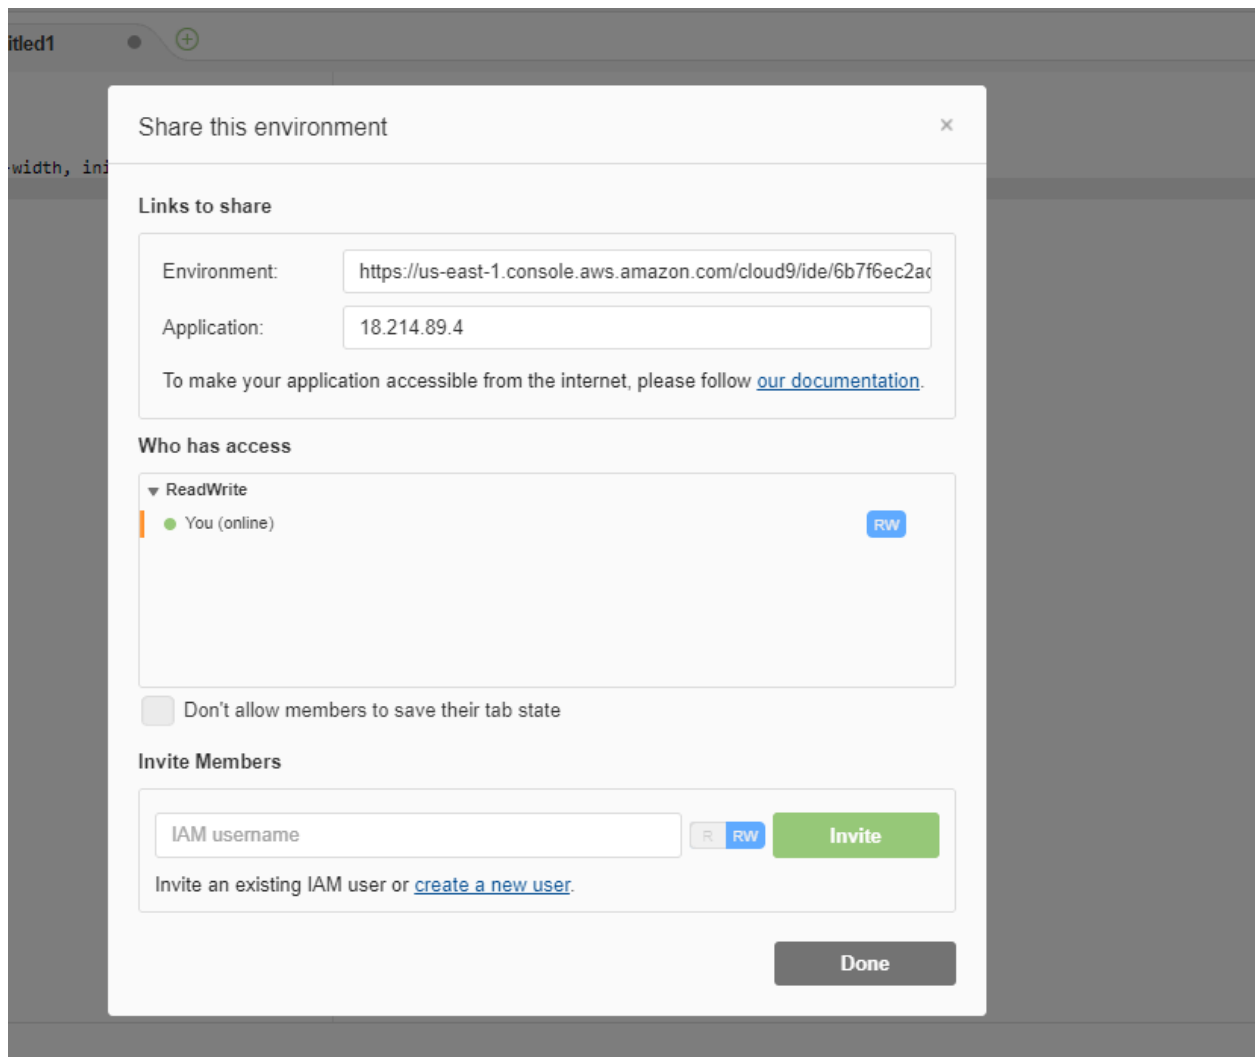 itled1
Share this environment
-width, ini
Links to share
Environment: https://us-east-1.console.aws.amazon.com/cloud9/ide/6b7f6ec2ac
Application: 18.214.89.4
To make your application accessible from the internet, please follow our documentation.
Who has access
ReadWrite
You (online) RW
Don't allow members to save their tab state
Invite Members
IAM username R RW Invite
Invite an existing IAM user or create a new user.
Done